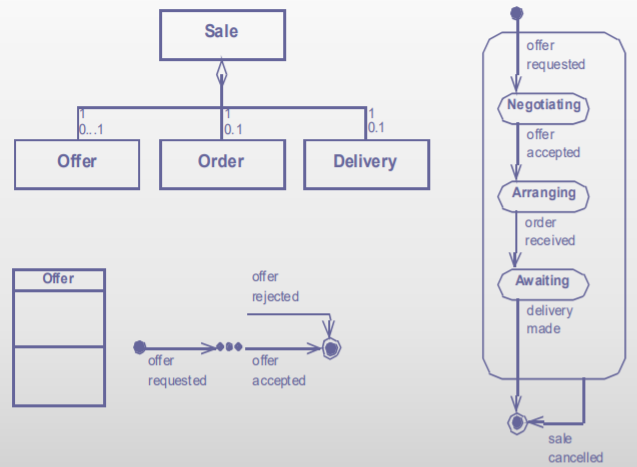 Sale
1
0...1
1
0.1
1
0.1
Offer
Order
Delivery
offer
requested
Negotiating
offer
accepted
Arranging
order
received
Awaiting
delivery
made
sale
cancelled
Offer
offer
rejected
offer
requested
offer
accepted